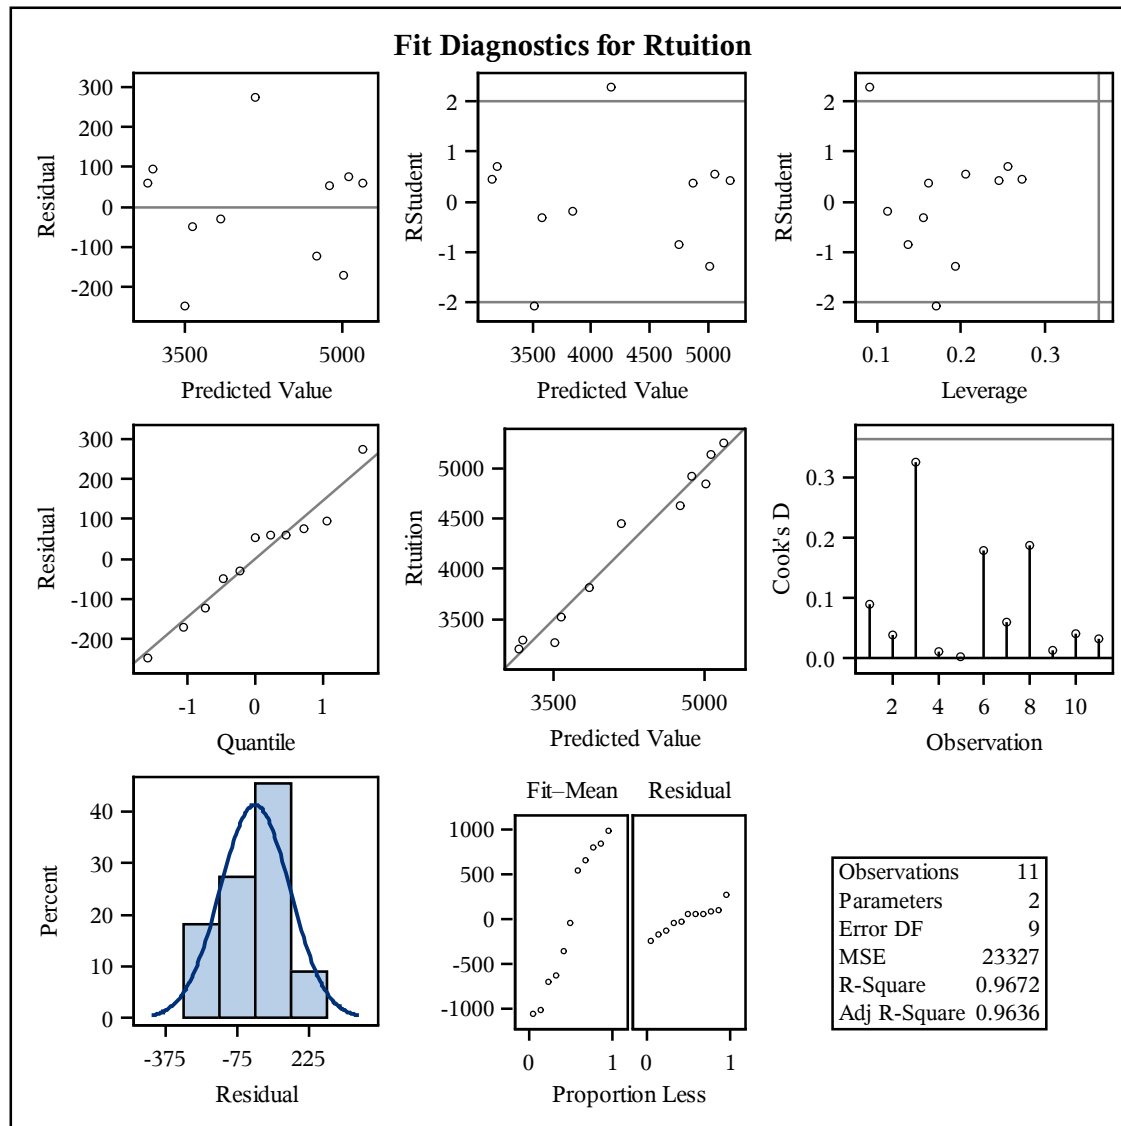 Fit Diagnostics for Rtuition
Residual
300
200
100
0
-100
-200
3500 5000
Predicted Value
RStudent
2
1
0
-1
-2
3500 4000 4500 5000
Predicted Value
RStudent
2
1
0
-1
-2
0.1 0.2 0.3
Leverage
Residual
300
200
100
0
-100
-200
-1 0 1
Quantile
Rtuition
5000
4500
4000
3500
3500 5000
Predicted Value
Cook's D
0.3
0.2
0.1
0.0
2 4 6 8 10
Observation
Percent
40
30
20
10
0
-375 -75 225
Residual
Fit–Mean Residual
1000
500
0
-500
-1000
0 1 0 1
Proportion Less
Observations 11
Parameters 2
Error DF 9
MSE 23327
R-Square 0.9672
Adj R-Square 0.9636